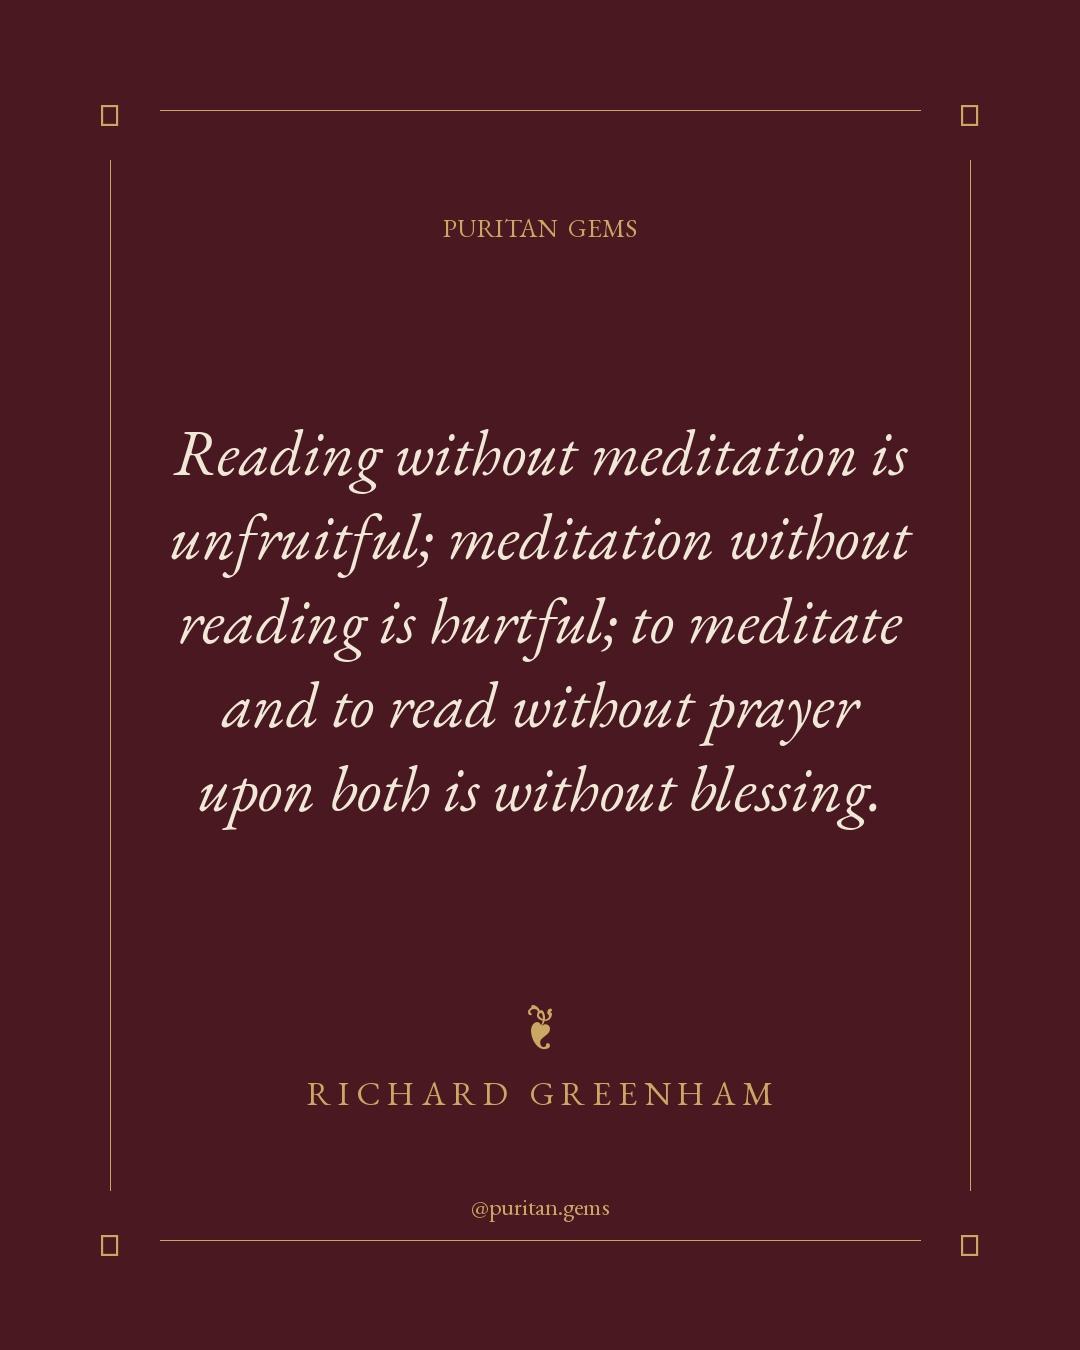 PURITAN GEMS
Reading without meditation is
unfruitful; meditation without
reading is hurtful; to meditate
and to read without prayer
upon both is without blessing.
❦
RICHARD GREENHAM
@puritan.gems